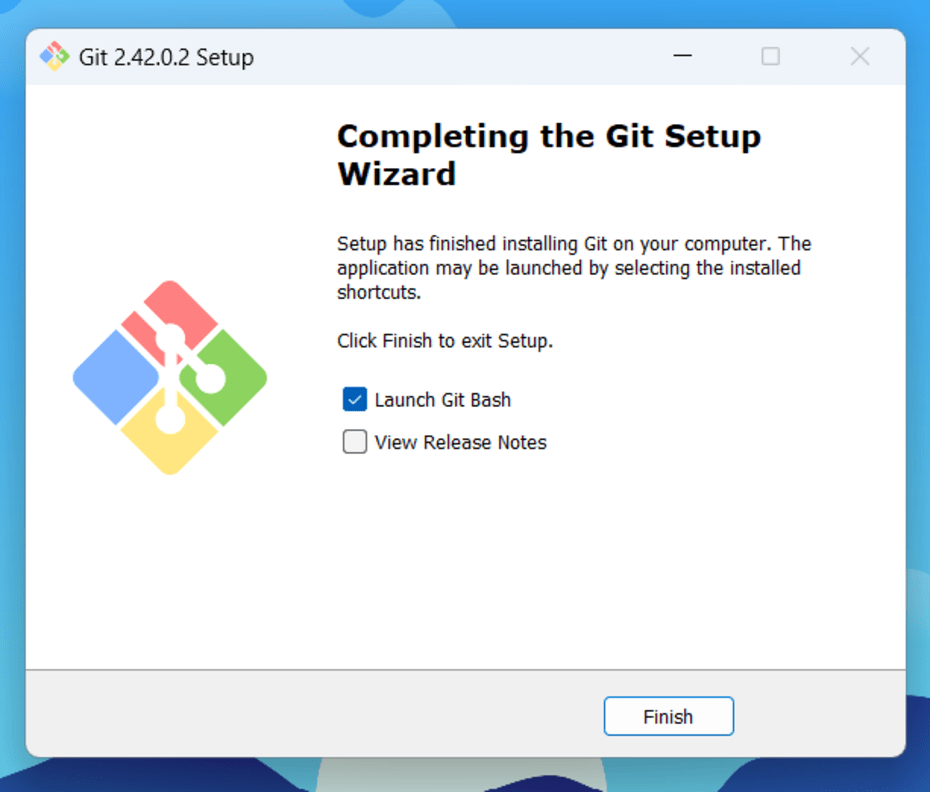 Git 2.42.0.2 Setup
Completing the Git Setup
Wizard
Setup has finished installing Git on your computer. The
application may be launched by selecting the installed
shortcuts.
Click Finish to exit Setup.
Launch Git Bash
View Release Notes
Finish